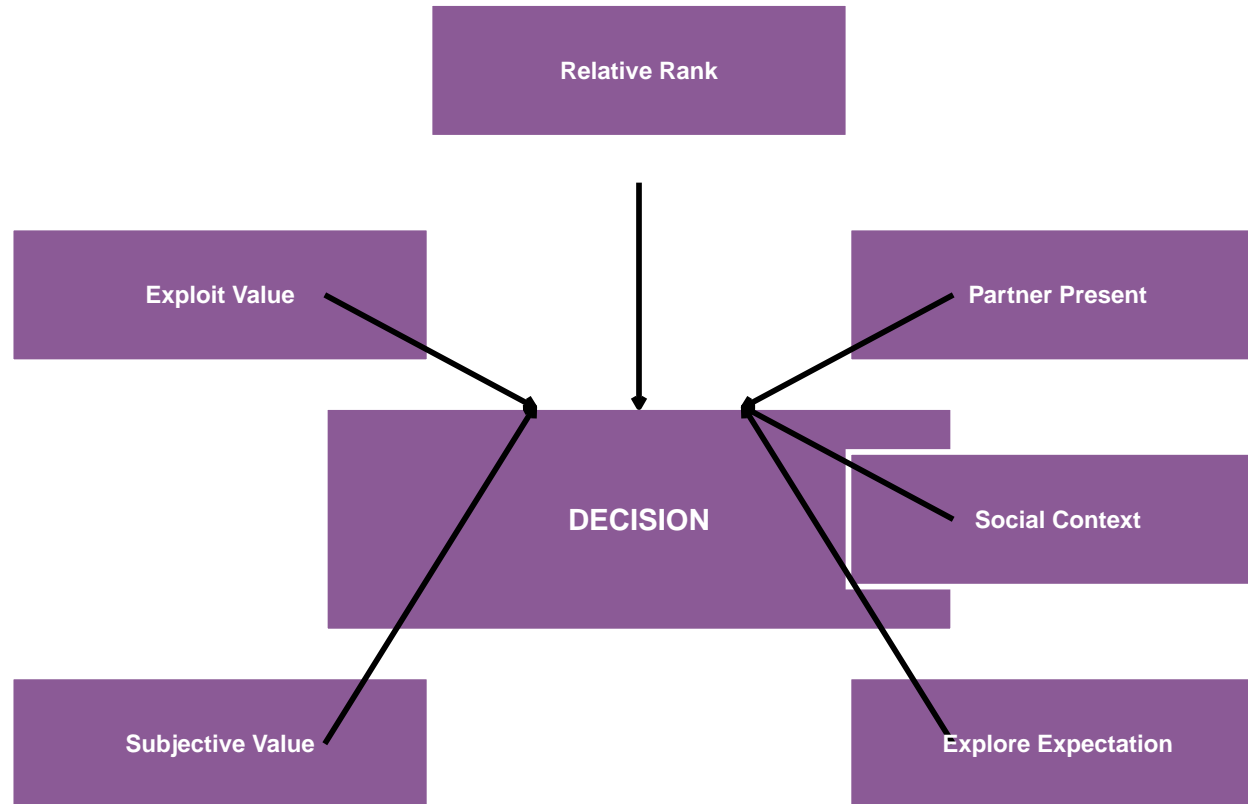 Relative Rank
Exploit Value
Partner Present
DECISION
Social Context
Subjective Value
Explore Expectation